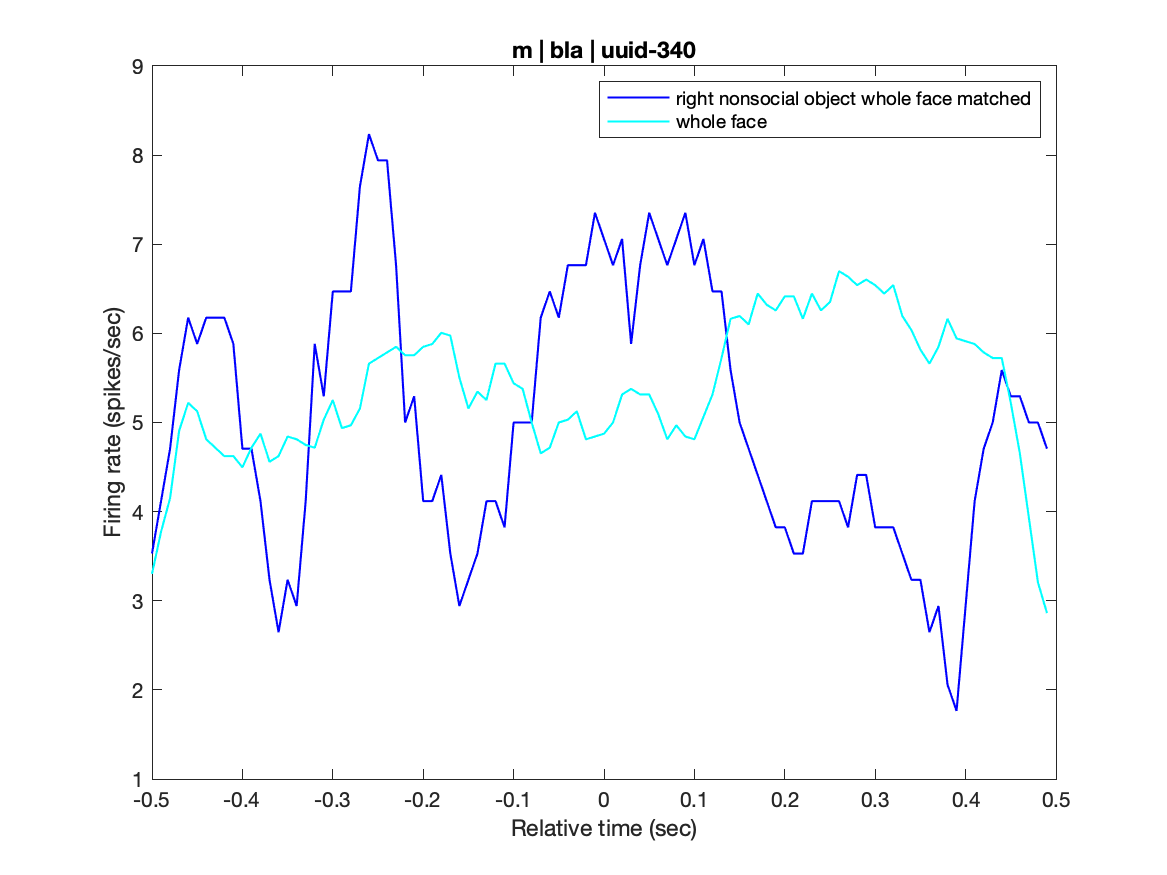 m | bla | uuid-340
right nonsocial object whole face matched
whole face
9
8
7
6
5
4
3
2
1
Firing rate (spikes/sec)
-0.5 -0.4 -0.3 -0.2 -0.1 0 0.1 0.2 0.3 0.4 0.5
Relative time (sec)